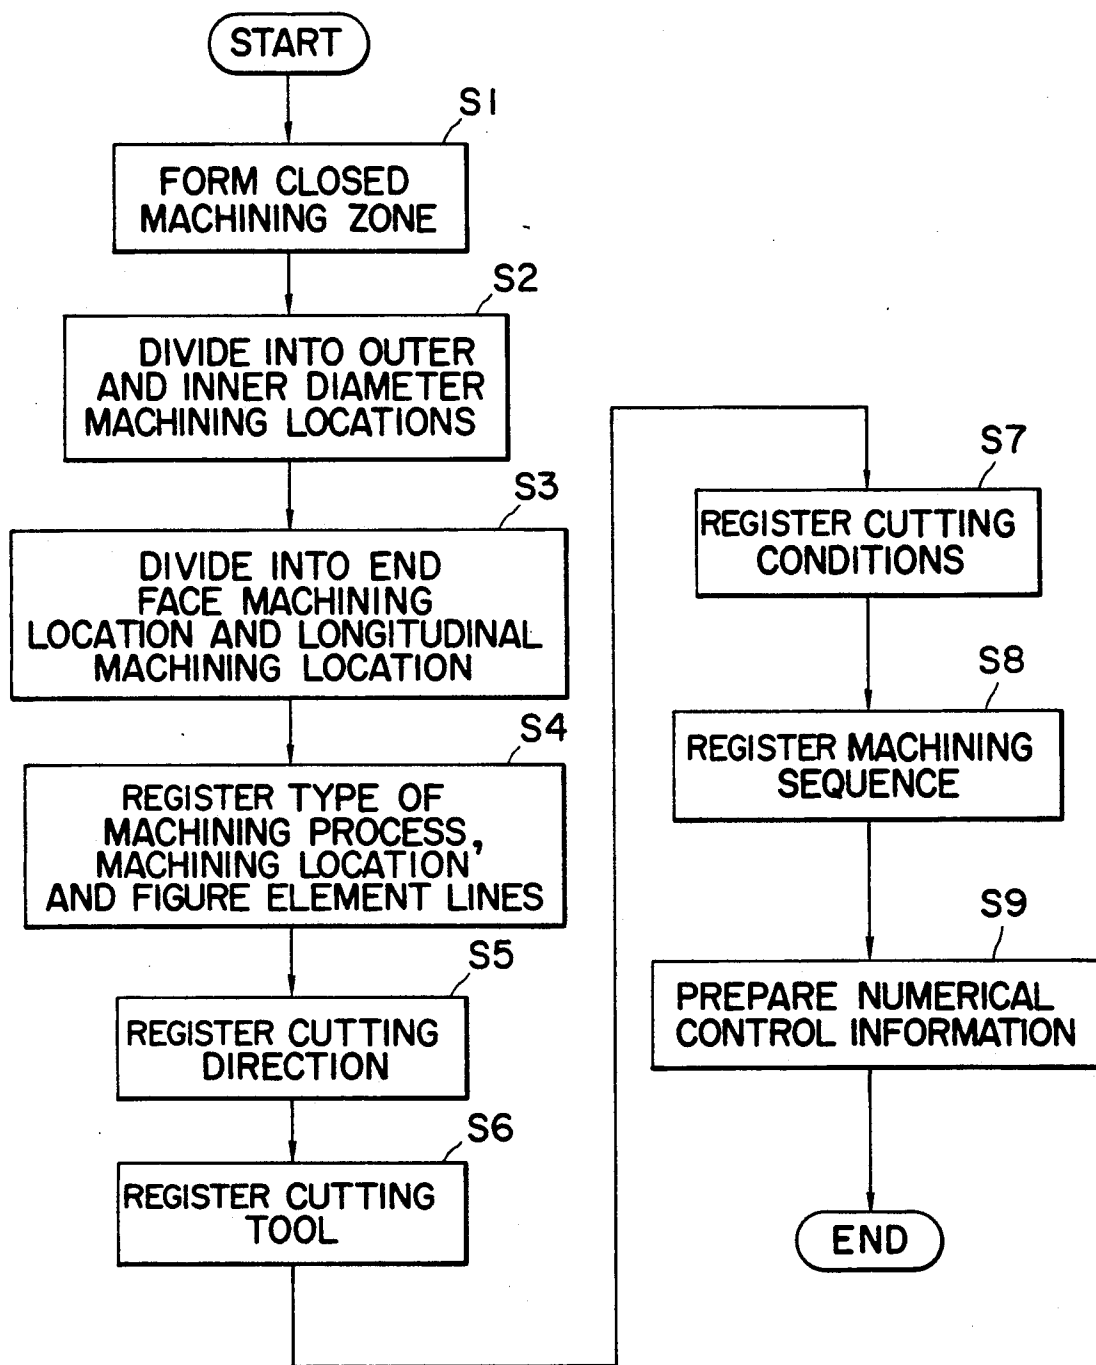 START
S1
FORM CLOSED
MACHINING ZONE
S2
DIVIDE INTO OUTER
AND INNER DIAMETER
MACHINING LOCATIONS
S3
DIVIDE INTO END
FACE MACHINING
LOCATION AND LONGITUDINAL
MACHINING LOCATION
S4
REGISTER TYPE OF
MACHINING PROCESS,
MACHINING LOCATION,
AND FIGURE ELEMENT LINES
S5
REGISTER CUTTING
DIRECTION
S6
REGISTER CUTTING
TOOL
S7
REGISTER CUTTING
CONDITIONS
S8
REGISTER MACHINING
SEQUENCE
S9
PREPARE NUMERICAL
CONTROL INFORMATION
END